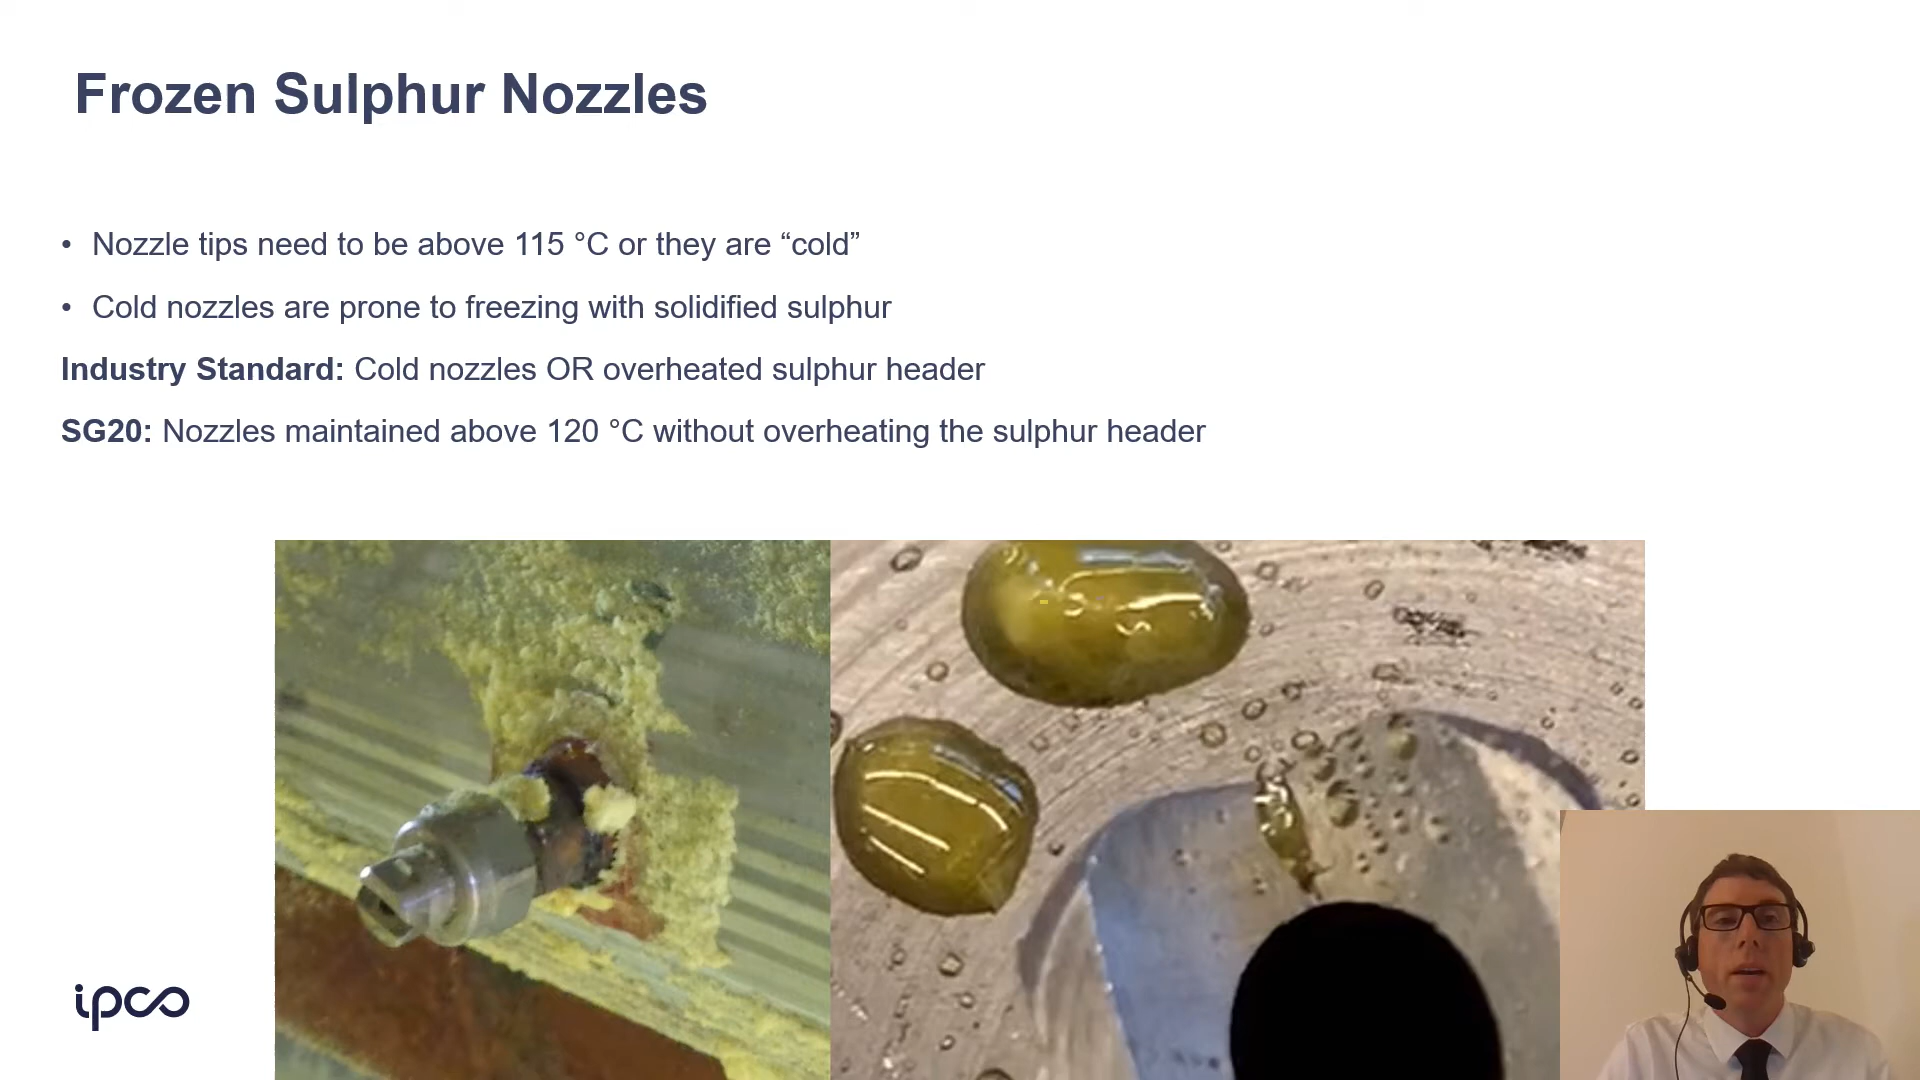 Frozen Sulphur Nozzles
• Nozzle tips need to be above 115 °C or they are “cold”
• Cold nozzles are prone to freezing with solidified sulphur
Industry Standard: Cold nozzles OR overheated sulphur header
SG20: Nozzles maintained above 120 °C without overheating the sulphur header
ipco